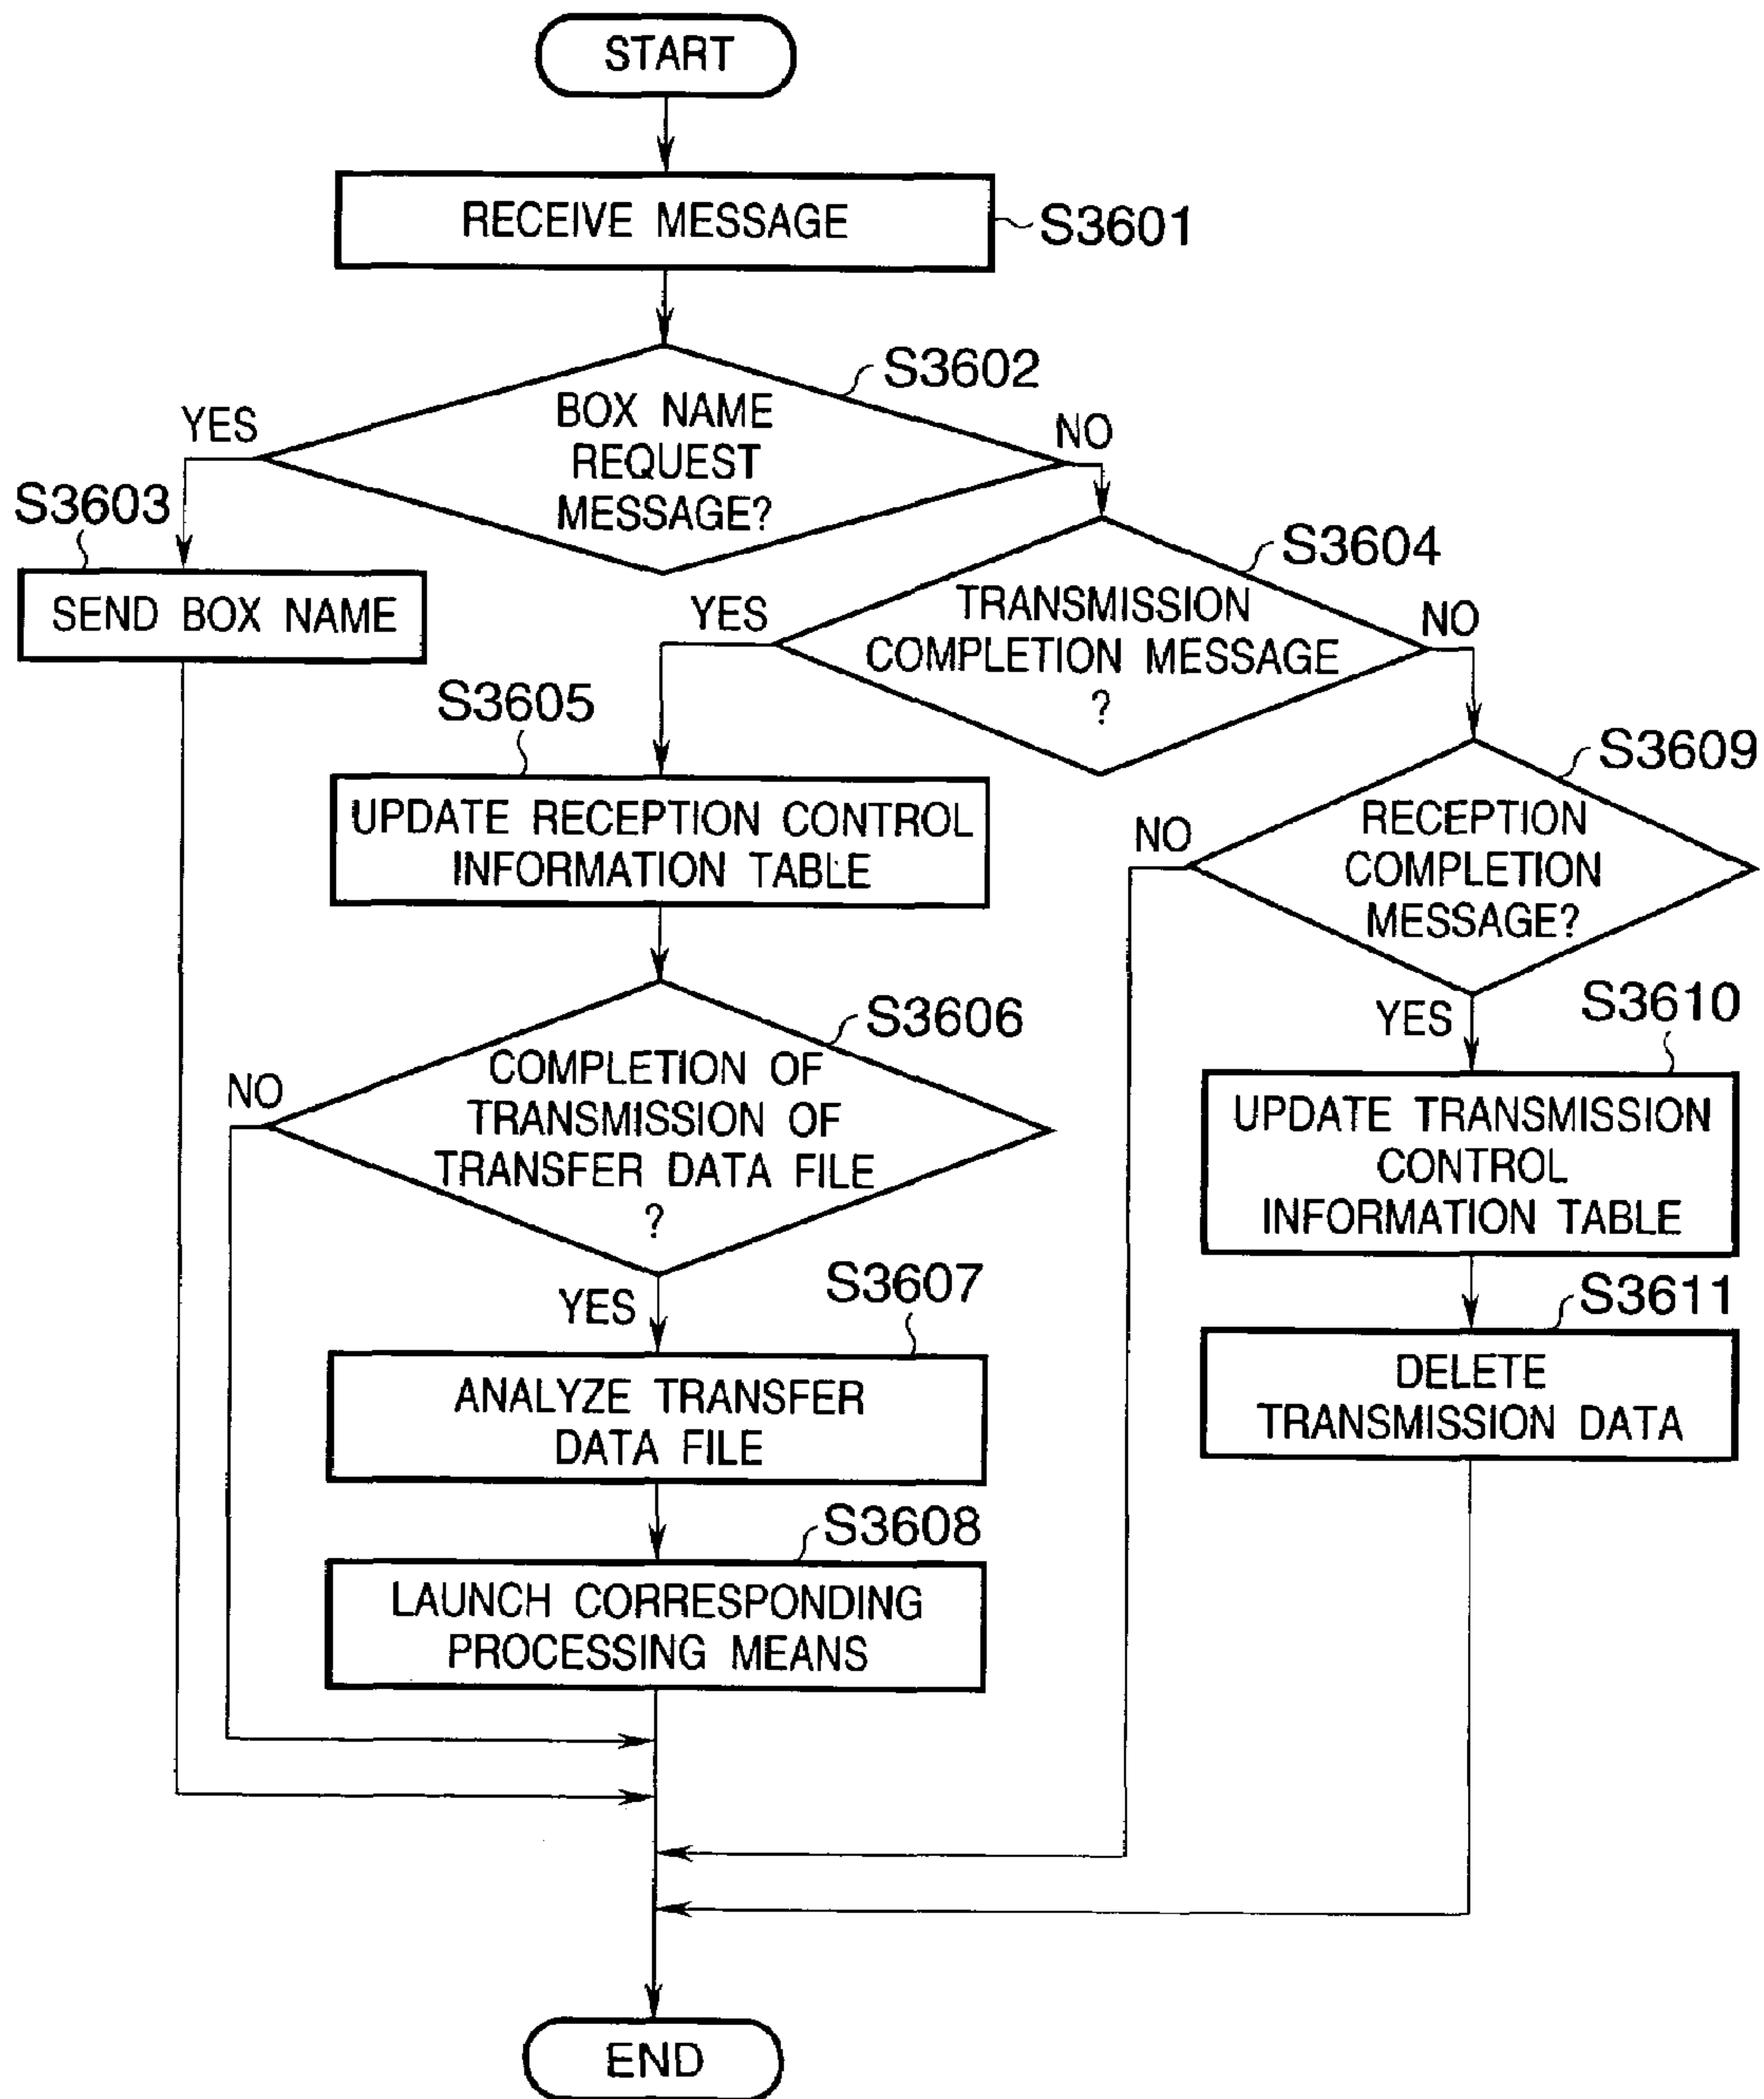 START
RECEIVE MESSAGE
S3601
S3602
BOX NAME
REQUEST
MESSAGE?
YES
NO
S3603
SEND BOX NAME
S3604
TRANSMISSION
COMPLETION MESSAGE
?
YES
NO
S3605
UPDATE RECEPTION CONTROL
INFORMATION TABLE
S3609
RECEPTION
COMPLETION
MESSAGE?
NO
YES
S3606
COMPLETION OF
TRANSMISSION OF
TRANSFER DATA FILE
?
NO
YES
S3610
UPDATE TRANSMISSION
CONTROL
INFORMATION TABLE
S3607
ANALYZE TRANSFER
DATA FILE
S3611
DELETE
TRANSMISSION DATA
S3608
LAUNCH CORRESPONDING
PROCESSING MEANS
END